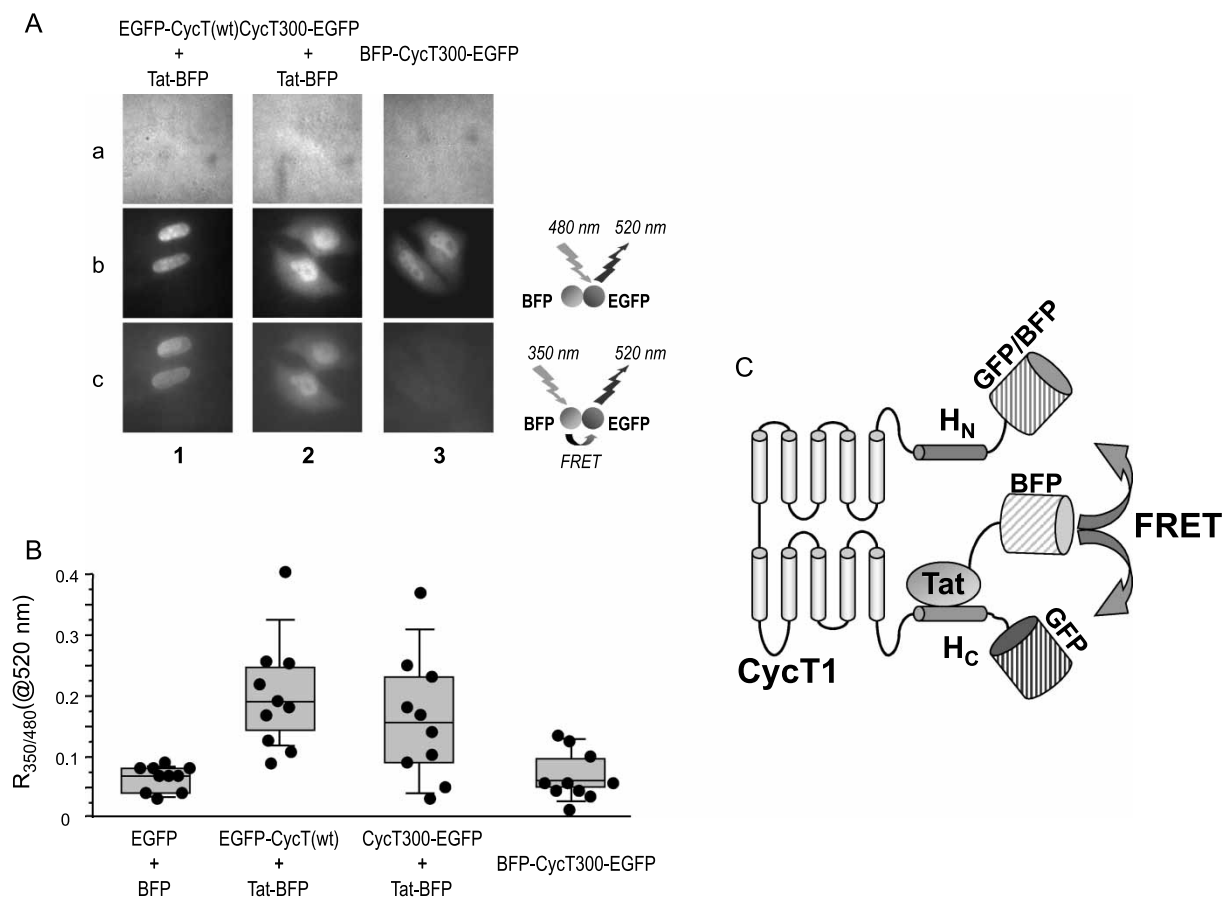 A
EGFP-CycT(wt) CycT300-EGFP
+ + BFP-CycT300-EGFP
Tat-BFP Tat-BFP
a
b
c
1 2 3
480 nm 520 nm
BFP EGFP
350 nm 520 nm
BFP EGFP
FRET
B
R350/480(@520 nm)
0.4
0.3
0.2
0.1
0
EGFP EGFP-CycT(wt) CycT300-EGFP
+ + + BFP-CycT300-EGFP
BFP Tat-BFP Tat-BFP
C
GFP/BFP
HN
BFP
FRET
Tat
HC
GFP
CycT1